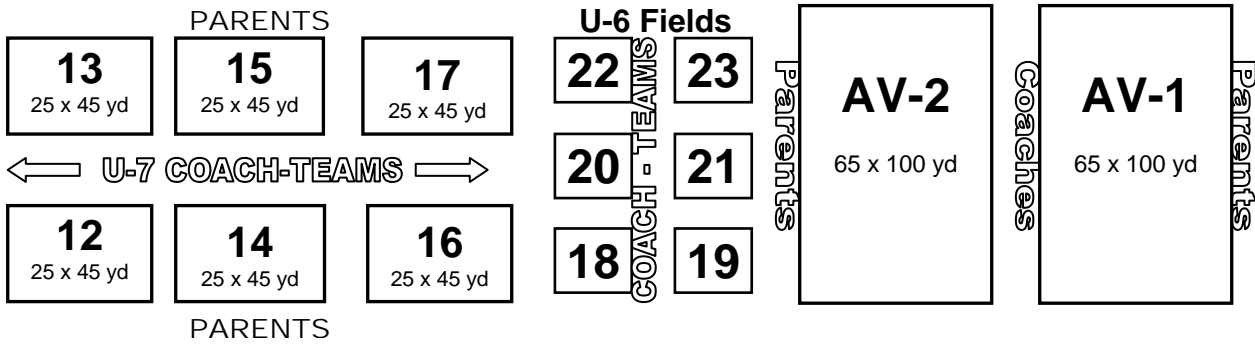 PARENTS
13
25 x 45 yd
15
25 x 45 yd
17
25 x 45 yd
U-7 COACH-TEAMS
12
25 x 45 yd
14
25 x 45 yd
16
25 x 45 yd
PARENTS
U-6 Fields
22
23
20
21
18
19
COACH - TEAMS
Parents
AV-2
65 x 100 yd
Coaches
AV-1
65 x 100 yd
Parents